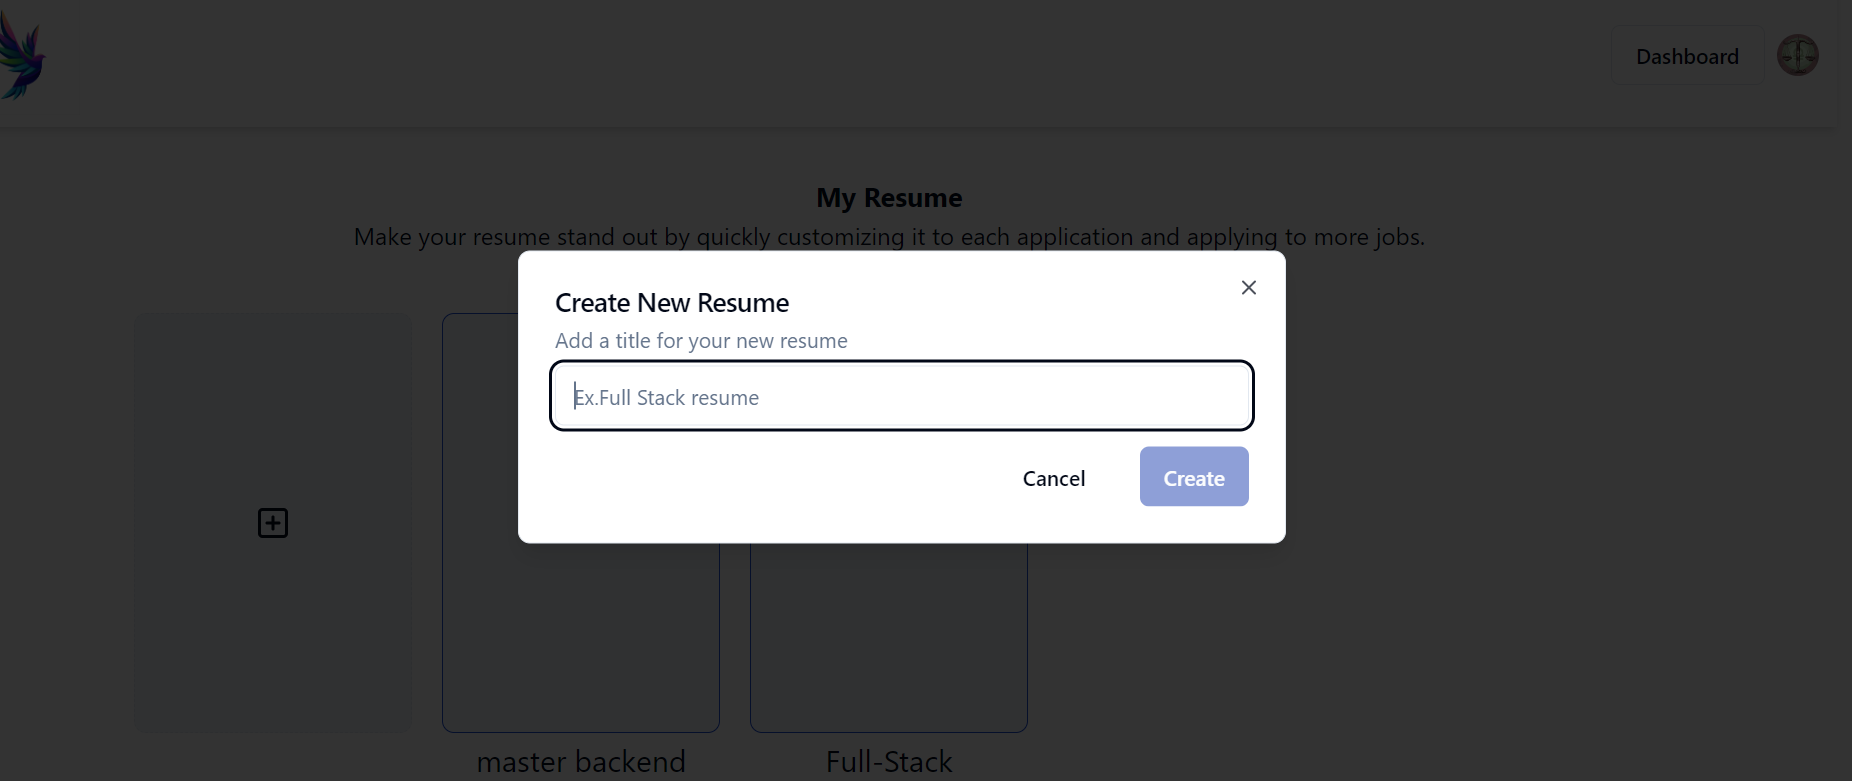 Dashboard
My Resume
Make your resume stand out by quickly customizing it to each application and applying to more jobs.
Create New Resume
Add a title for your new resume
Ex.Full Stack resume
Cancel
Create
master backend
Full-Stack